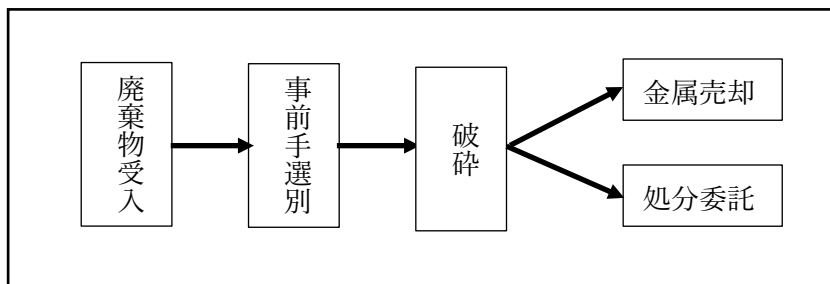 廃棄物受入
事前手選別
破砕
金属売却
処分委託